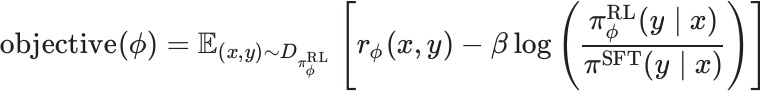 objective(ϕ) = 𝔼_{(x,y)∼D_{π_ϕ^{RL}}} [ r_ϕ(x, y) − β log ( π_ϕ^{RL}(y | x) / π^{SFT}(y | x) ) ]